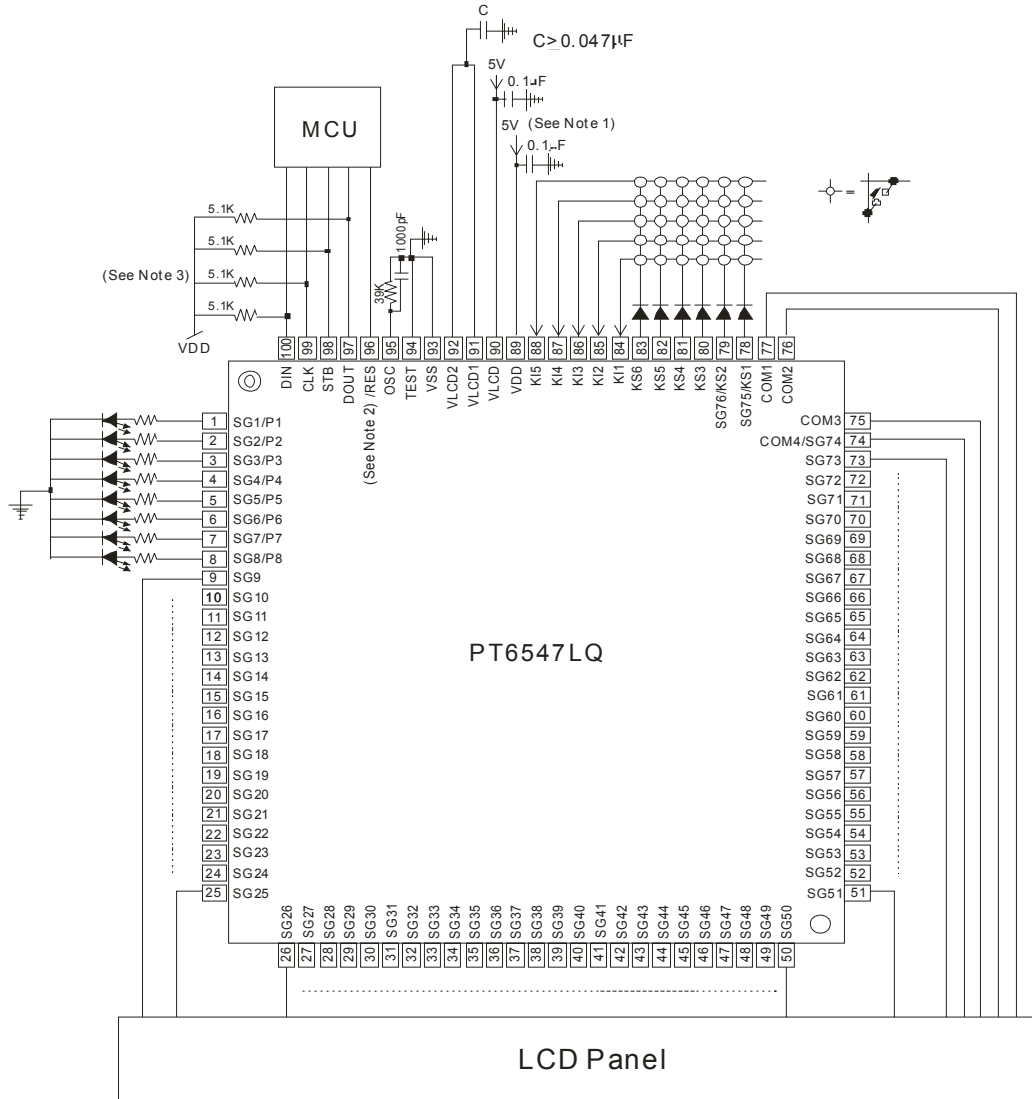 C
C≥0.047µF
5V
0.1µF
5V
(See Note 1)
0.1µF
MCU
5.1K
5.1K
(See Note 3)
5.1K
5.1K
VDD
39K
1000pF
=
100
99
98
97
96
95
94
93
92
91
90
89
88
87
86
85
84
83
82
81
80
79
78
77
76
DIN
CLK
STB
DOUT
(See Note 2) /RES
OSC
TEST
VSS
VLCD2
VLCD1
VLCD
VDD
KI5
KI4
KI3
KI2
KI1
KS6
KS5
KS4
KS3
SG76/KS2
SG75/KS1
COM1
COM2
1 SG1/P1
2 SG2/P2
3 SG3/P3
4 SG4/P4
5 SG5/P5
6 SG6/P6
7 SG7/P7
8 SG8/P8
9 SG9
10 SG10
11 SG11
12 SG12
13 SG13
14 SG14
15 SG15
16 SG16
17 SG17
18 SG18
19 SG19
20 SG20
21 SG21
22 SG22
23 SG23
24 SG24
25 SG25
PT6547LQ
COM3 75
COM4/SG74 74
SG73 73
SG72 72
SG71 71
SG70 70
SG69 69
SG68 68
SG67 67
SG66 66
SG65 65
SG64 64
SG63 63
SG62 62
SG61 61
SG60 60
SG59 59
SG58 58
SG57 57
SG56 56
SG55 55
SG54 54
SG53 53
SG52 52
SG51 51
SG26
SG27
SG28
SG29
SG30
SG31
SG32
SG33
SG34
SG35
SG36
SG37
SG38
SG39
SG40
SG41
SG42
SG43
SG44
SG45
SG46
SG47
SG48
SG49
SG50
26
27
28
29
30
31
32
33
34
35
36
37
38
39
40
41
42
43
44
45
46
47
48
49
50
LCD Panel